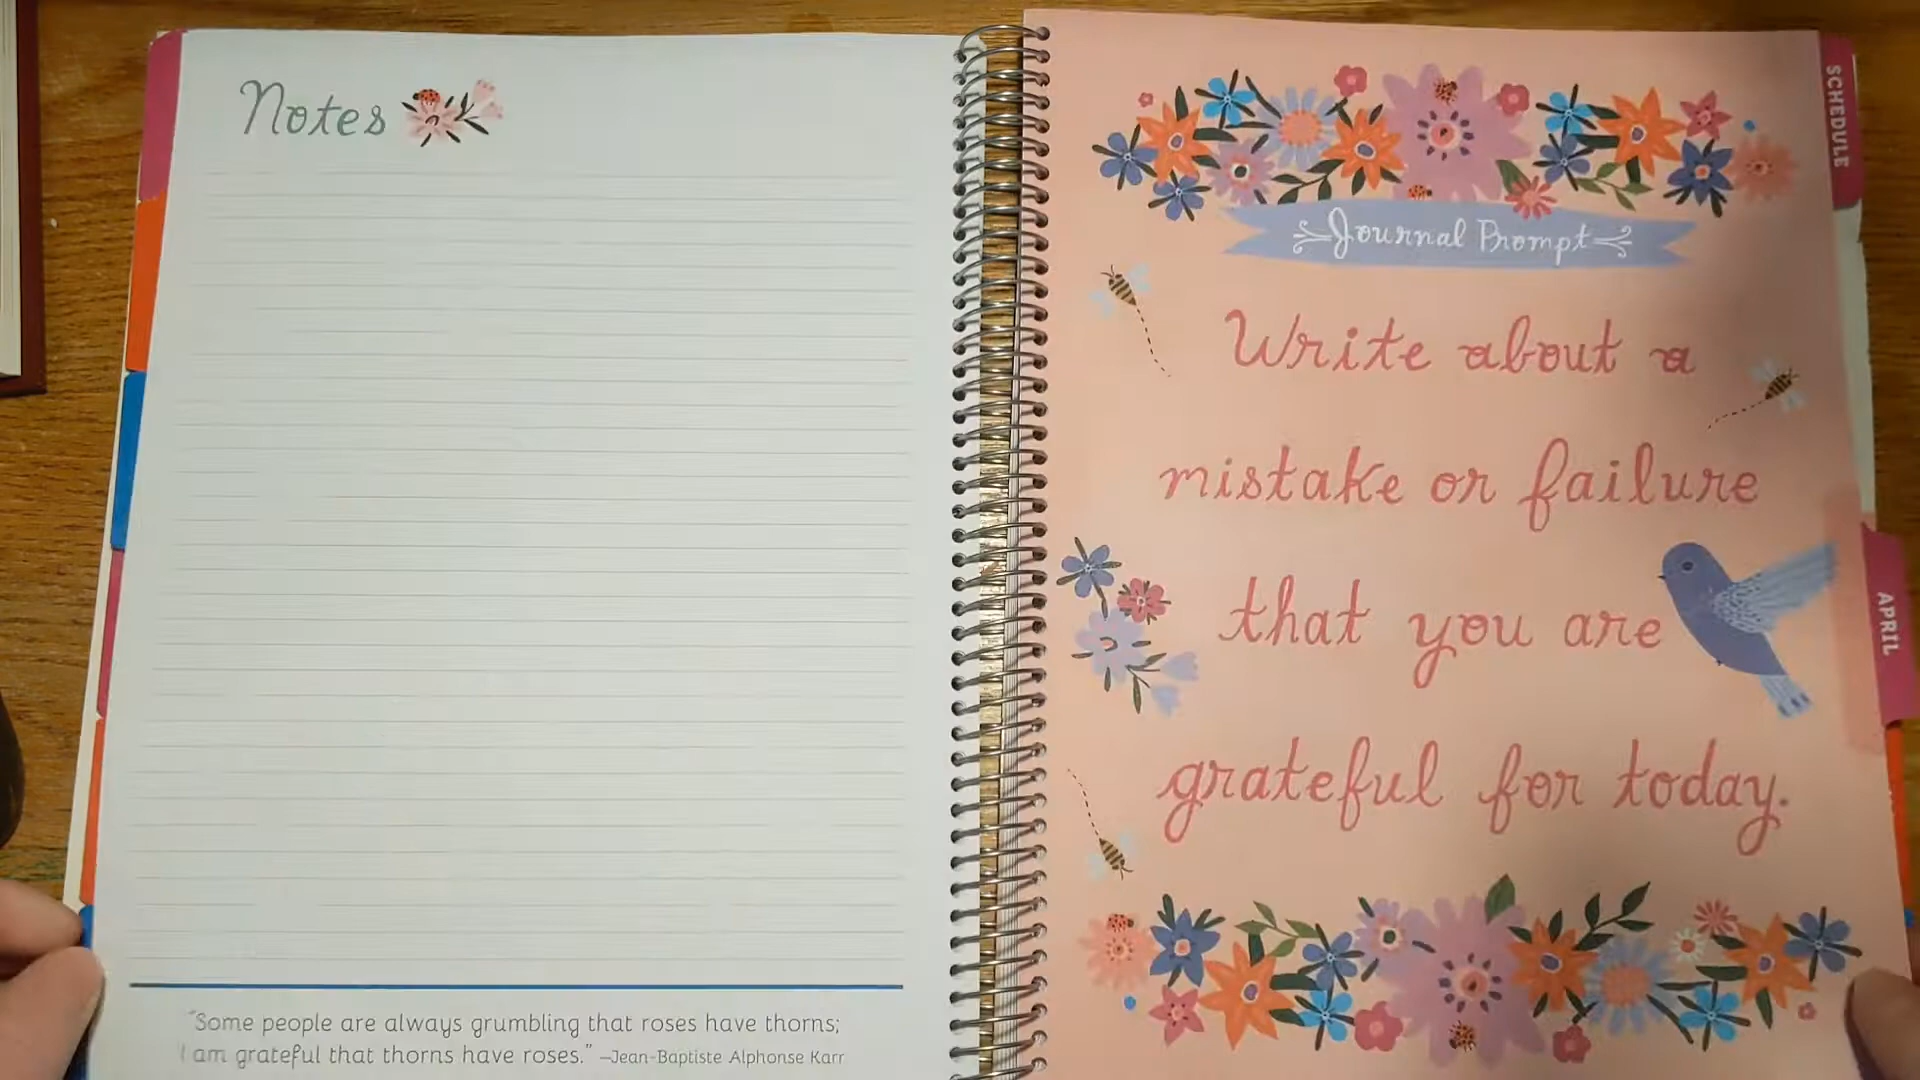 Notes
"Some people are always grumbling that roses have thorns;
I am grateful that thorns have roses." —Jean-Baptiste Alphonse Karr
Journal Prompt
Write about a
mistake or failure
that you are
grateful for today.
SCHEDULE
APRIL